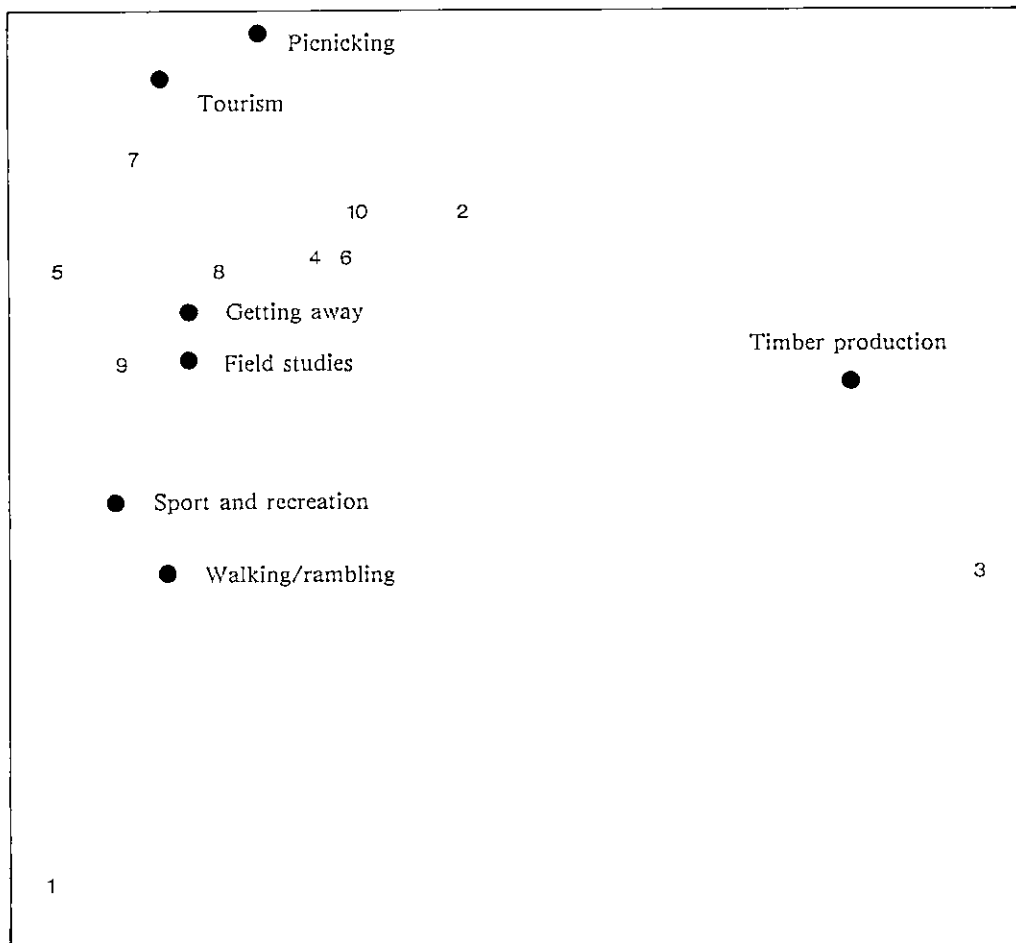 Picnicking
Tourism
7
10 2
4 6
5 8
Getting away
Timber production
9 Field studies
Sport and recreation
Walking/rambling
3
1